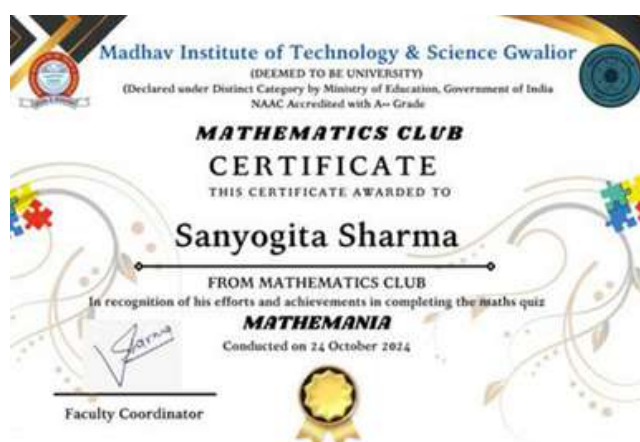 Madhav Institute of Technology & Science Gwalior
(DEEMED TO BE UNIVERSITY)
(Declared under Distinct Category by Ministry of Education, Government of India
NAAC Accredited with A++ Grade
MATHEMATICS CLUB
CERTIFICATE
THIS CERTIFICATE AWARDED TO
Sanyogita Sharma
FROM MATHEMATICS CLUB
In recognition of his efforts and achievements in completing the maths quiz
MATHEMANIA
Conducted on 24 October 2024
Faculty Coordinator